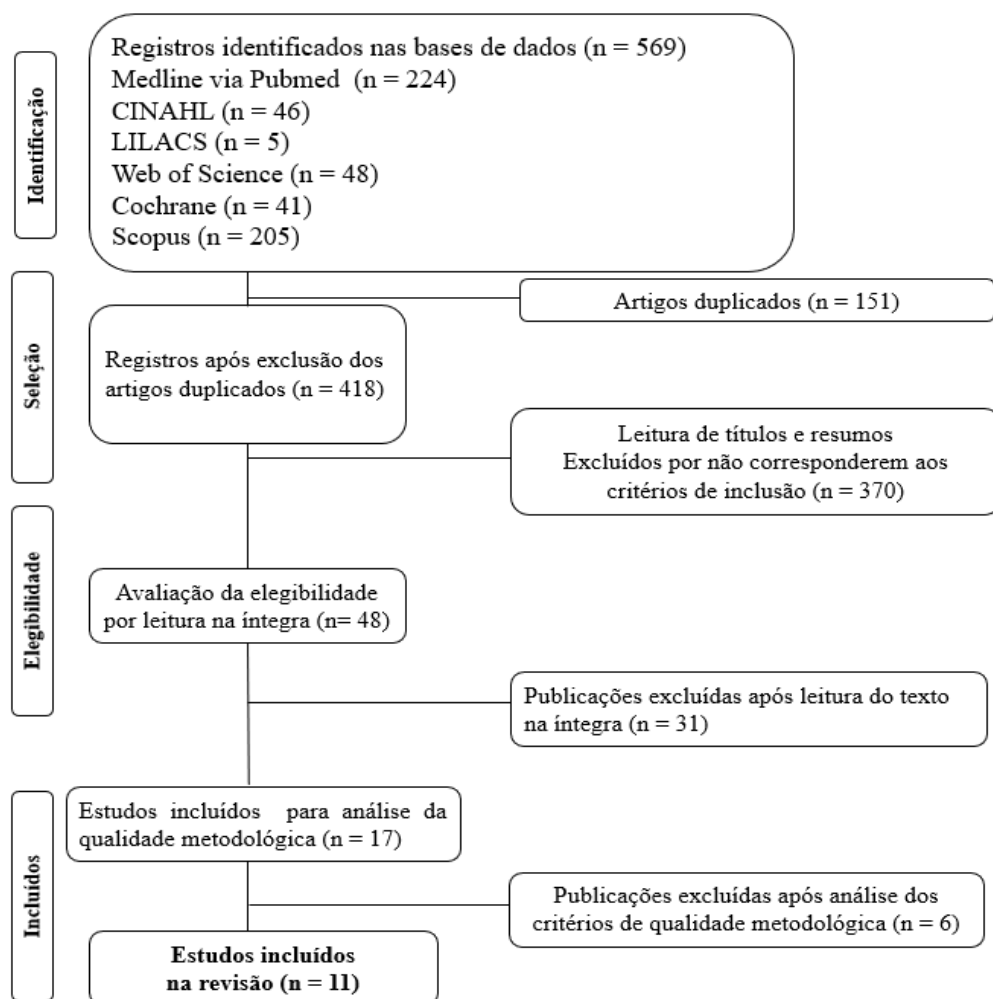 Identificação
Registros identificados nas bases de dados (n = 569)
Medline via Pubmed (n = 224)
CINAHL (n = 46)
LILACS (n = 5)
Web of Science (n = 48)
Cochrane (n = 41)
Scopus (n = 205)
Seleção
Artigos duplicados (n = 151)
Registros após exclusão dos
artigos duplicados (n = 418)
Leitura de títulos e resumos
Excluídos por não corresponderem aos
critérios de inclusão (n = 370)
Elegibilidade
Avaliação da elegibilidade
por leitura na íntegra (n= 48)
Publicações excluídas após leitura do texto
na íntegra (n = 31)
Incluídos
Estudos incluídos para análise da
qualidade metodológica (n = 17)
Publicações excluídas após análise dos
critérios de qualidade metodológica (n = 6)
Estudos incluídos
na revisão (n = 11)